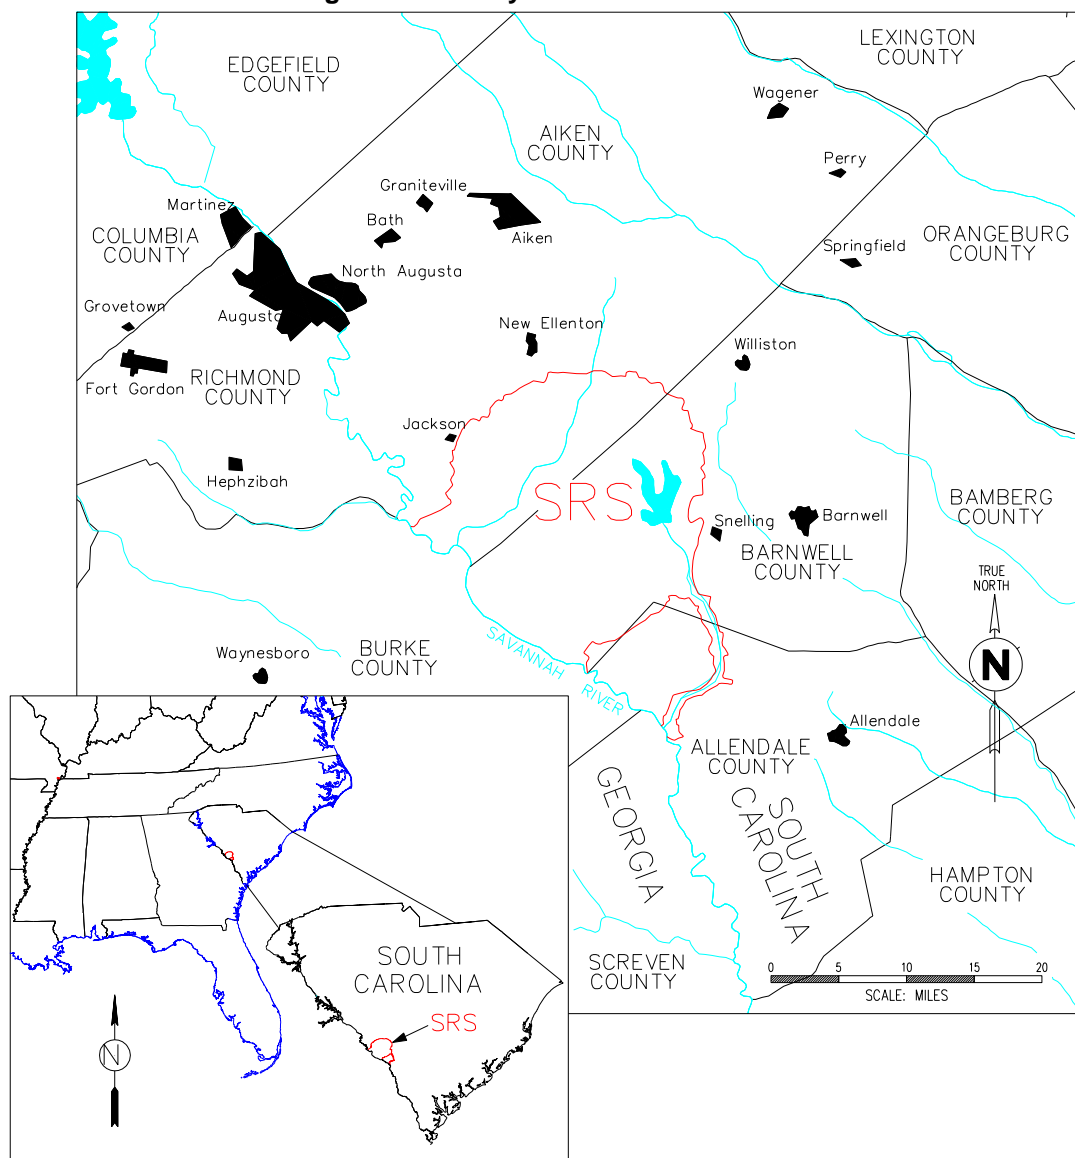 LEXINGTON
COUNTY
EDGEFIELD
COUNTY
Wagener
AIKEN
COUNTY
Perry
Graniteville
Martinez
Bath
Aiken
COLUMBIA
COUNTY
ORANGEBURG
COUNTY
Springfield
North Augusta
Grovetown
Augusta
New Ellenton
Williston
Fort Gordon
RICHMOND
COUNTY
Jackson
Hephzibah
SRS
BAMBERG
COUNTY
Snelling
Barnwell
BARNWELL
COUNTY
TRUE
NORTH
N
SAVANNAH RIVER
BURKE
COUNTY
Waynesboro
Allendale
ALLENDALE
COUNTY
GEORGIA
SOUTH
CAROLINA
HAMPTON
COUNTY
SCREVEN
COUNTY
0 5 10 15 20
SCALE: MILES
SOUTH
CAROLINA
SRS
N